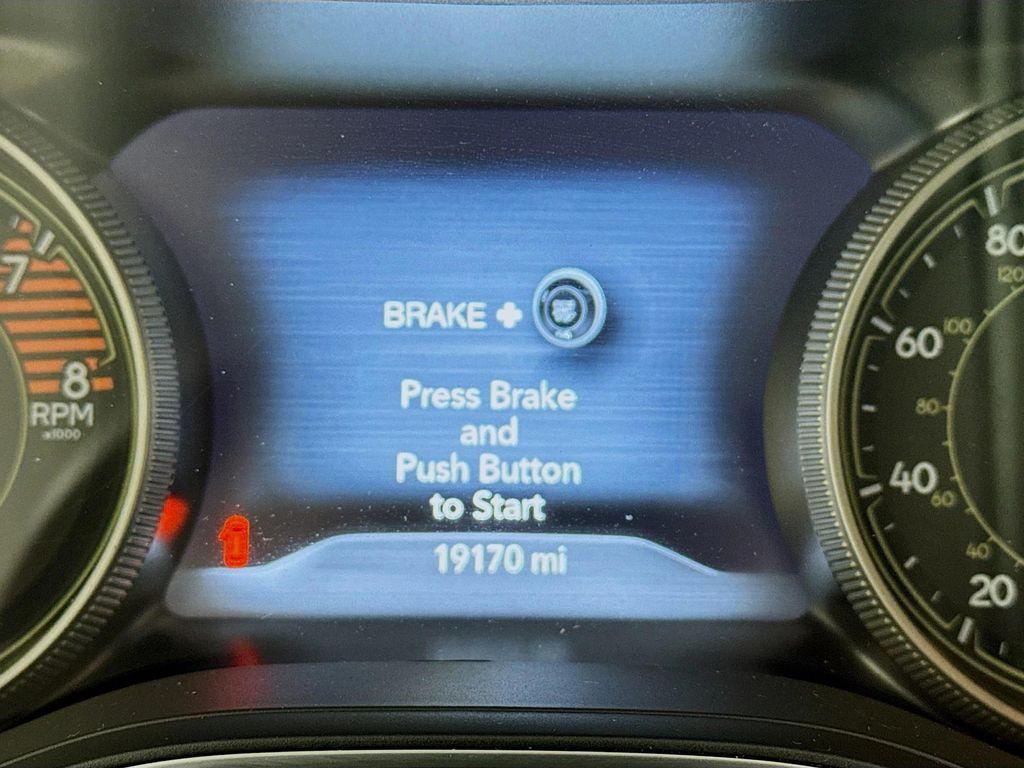 7
8
RPM
x1000
BRAKE +
Press Brake
and
Push Button
to Start
19170 mi
80
120
60
100
80
40
60
40
20